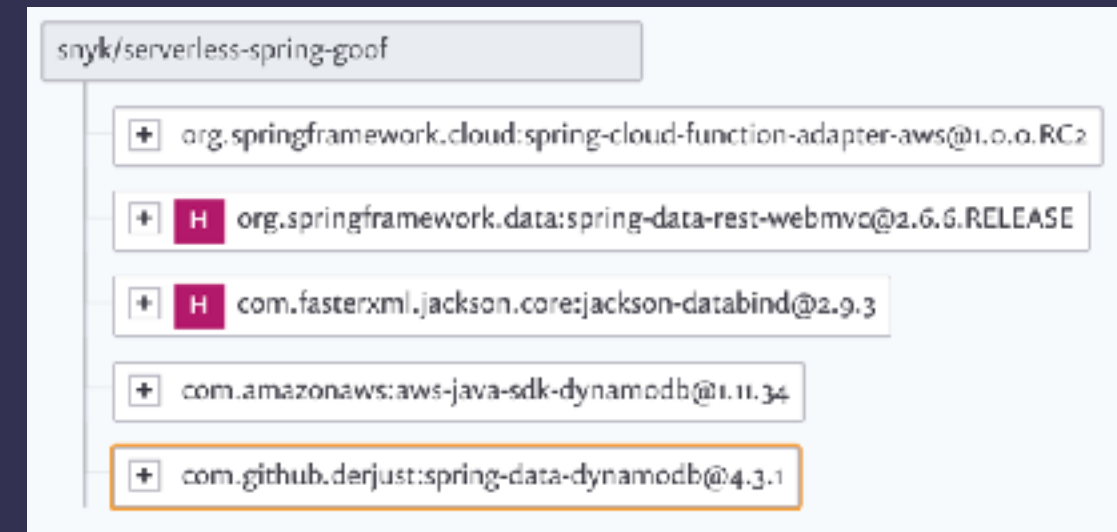 snyk/serverless-spring-goof
+ org.springframework.cloud:spring-cloud-function-adapter-aws@1.0.0.RC2
+ H org.springframework.data:spring-data-rest-webmvc@2.6.6.RELEASE
+ H com.fasterxml.jackson.core:jackson-databind@2.9.3
+ com.amazonaws:aws-java-sdk-dynamodb@1.11.34
+ com.github.derjust:spring-data-dynamodb@4.3.1